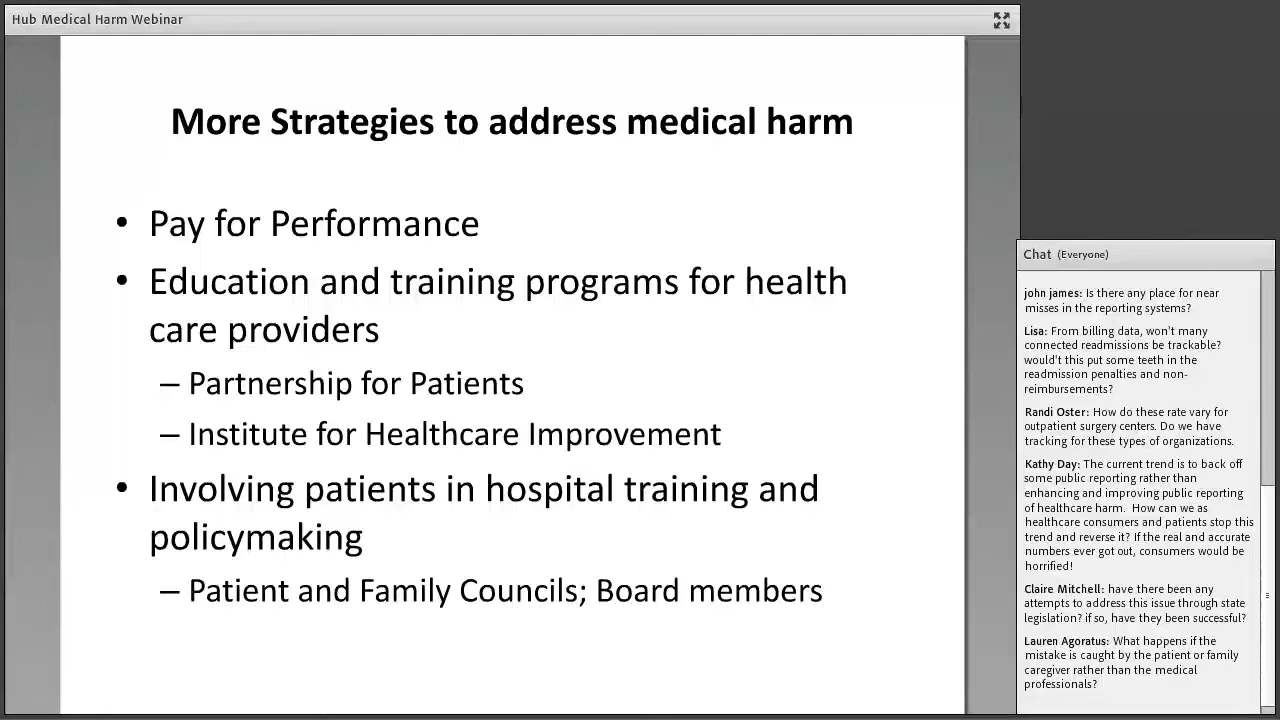 Hub Medical Harm Webinar
More Strategies to address medical harm
• Pay for Performance
• Education and training programs for health
care providers
– Partnership for Patients
– Institute for Healthcare Improvement
• Involving patients in hospital training and
policymaking
– Patient and Family Councils; Board members
Chat (Everyone)
john james: Is there any place for near
misses in the reporting systems?
Lisa: From billing data, won't many
connected readmissions be trackable?
would't this put some teeth in the
readmission penalties and non-
reimbursements?
Randi Oster: How do these rate vary for
outpatient surgery centers. Do we have
tracking for these types of organizations.
Kathy Day: The current trend is to back off
some public reporting rather than
enhancing and improving public reporting
of healthcare harm. How can we as
healthcare consumers and patients stop this
trend and reverse it? If the real and accurate
numbers ever got out, consumers would be
horrified!
Claire Mitchell: have there been any
attempts to address this issue through state
legislation? if so, have they been successful?
Lauren Agoratus: What happens if the
mistake is caught by the patient or family
caregiver rather than the medical
professionals?